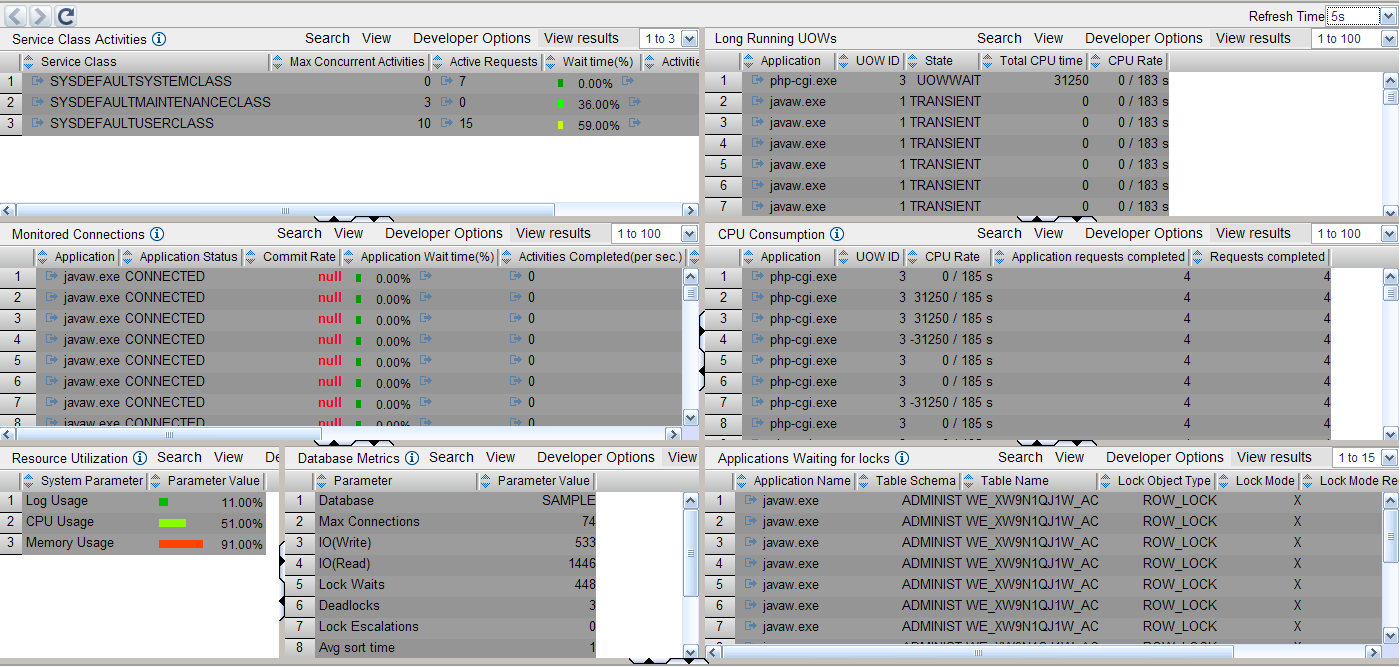 Refresh Time 5s
Service Class Activities Search View Developer Options View results 1 to 3
Service Class Max Concurrent Activities Active Requests Wait time(%)
1 SYSDEFAULTSYSTEMCLASS 0 7 0.00%
2 SYSDEFAULTMAINTENANCECLASS 3 0 36.00%
3 SYSDEFAULTUSERCLASS 10 15 59.00%
Long Running UOWs Search View Developer Options View results 1 to 100
Application UOW ID State Total CPU time CPU Rate
1 php-cgi.exe 3 UOWWAIT 31250 0 / 183 s
2 javaw.exe 1 TRANSIENT 0 0 / 183 s
3 javaw.exe 1 TRANSIENT 0 0 / 183 s
4 javaw.exe 1 TRANSIENT 0 0 / 183 s
5 javaw.exe 1 TRANSIENT 0 0 / 183 s
6 javaw.exe 1 TRANSIENT 0 0 / 183 s
7 javaw.exe 1 TRANSIENT 0 0 / 183 s
Monitored Connections Search View Developer Options View results 1 to 100
Application Application Status Commit Rate Application Wait time(%) Activities Completed(per sec.)
1 javaw.exe CONNECTED null 0.00% 0
2 javaw.exe CONNECTED null 0.00% 0
3 javaw.exe CONNECTED null 0.00% 0
4 javaw.exe CONNECTED null 0.00% 0
5 javaw.exe CONNECTED null 0.00% 0
6 javaw.exe CONNECTED null 0.00% 0
7 javaw.exe CONNECTED null 0.00% 0
8 javaw.exe CONNECTED null 0.00% 0
CPU Consumption Search View Developer Options View results 1 to 100
Application UOW ID CPU Rate Application requests completed Requests completed
1 php-cgi.exe 3 0 / 185 s 4 4
2 php-cgi.exe 3 31250 / 185 s 4 4
3 php-cgi.exe 3 31250 / 185 s 4 4
4 php-cgi.exe 3 -31250 / 185 s 4 4
5 php-cgi.exe 3 0 / 185 s 4 4
6 php-cgi.exe 3 0 / 185 s 4 4
7 php-cgi.exe 3 -31250 / 185 s 4 4
8 php-cgi.exe 3 0 / 185 s 4 4
Resource Utilization Search View De
System Parameter Parameter Value
1 Log Usage 11.00%
2 CPU Usage 51.00%
3 Memory Usage 91.00%
Database Metrics Search View Developer Options View
Parameter Parameter Value
1 Database SAMPLE
2 Max Connections 74
3 IO(Write) 533
4 IO(Read) 1446
5 Lock Waits 448
6 Deadlocks 3
7 Lock Escalations 0
8 Avg sort time 1
Applications Waiting for locks Search View Developer Options View results 1 to 15
Application Name Table Schema Table Name Lock Object Type Lock Mode Lock Mode Re
1 javaw.exe ADMINIST WE_XW9N1QJ1W_AC ROW_LOCK X
2 javaw.exe ADMINIST WE_XW9N1QJ1W_AC ROW_LOCK X
3 javaw.exe ADMINIST WE_XW9N1QJ1W_AC ROW_LOCK X
4 javaw.exe ADMINIST WE_XW9N1QJ1W_AC ROW_LOCK X
5 javaw.exe ADMINIST WE_XW9N1QJ1W_AC ROW_LOCK X
6 javaw.exe ADMINIST WE_XW9N1QJ1W_AC ROW_LOCK X
7 javaw.exe ADMINIST WE_XW9N1QJ1W_AC ROW_LOCK X